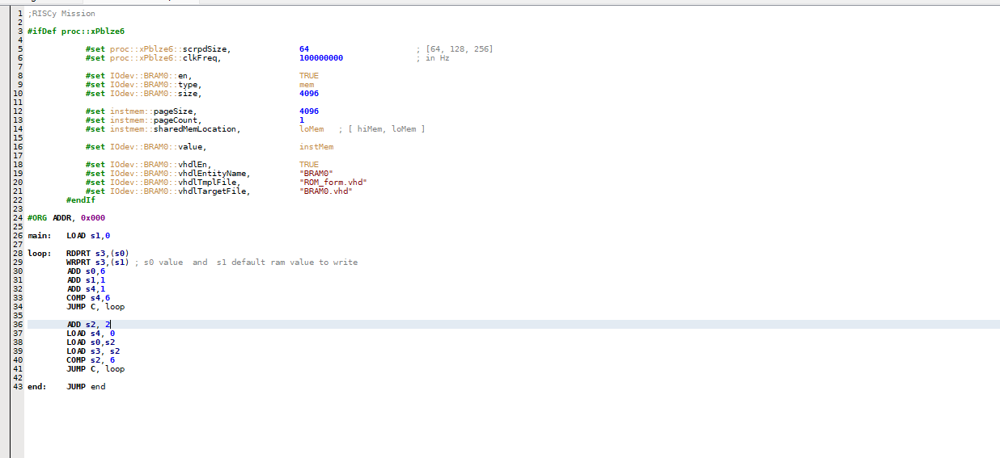 1 ;RISCy Mission
2
3 #ifDef proc::xPblze6
4
5 #set proc::xPblze6::scrpdSize, 64 ; [64, 128, 256]
6 #set proc::xPblze6::clkFreq, 100000000 ; in Hz
7
8 #set IOdev::BRAM0::en, TRUE
9 #set IOdev::BRAM0::type, mem
10 #set IOdev::BRAM0::size, 4096
11
12 #set instmem::pageSize, 4096
13 #set instmem::pageCount, 1
14 #set instmem::sharedMemLocation, loMem ; [ hiMem, loMem ]
15
16 #set IOdev::BRAM0::value, instMem
17
18 #set IOdev::BRAM0::vhdlEn, TRUE
19 #set IOdev::BRAM0::vhdlEntityName, "BRAM0"
20 #set IOdev::BRAM0::vhdlTmplFile, "ROM_form.vhd"
21 #set IOdev::BRAM0::vhdlTargetFile, "BRAM0.vhd"
22 #endIf
23
24 #ORG ADDR, 0x000
25
26 main: LOAD s1,0
27
28 loop: RDPRT s3,(s0)
29 WRPRT s3,(s1) ; s0 value and s1 default ram value to write
30 ADD s0,6
31 ADD s1,1
32 ADD s4,1
33 COMP s4,6
34 JUMP C, loop
35
36 ADD s2, 2
37 LOAD s4, 0
38 LOAD s0,s2
39 LOAD s3, s2
40 COMP s2, 6
41 JUMP C, loop
42
43 end: JUMP end